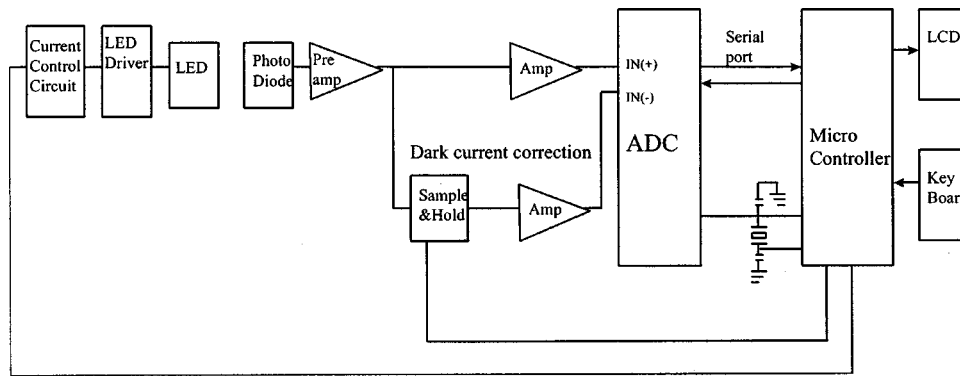 Current
Control
Circuit
LED
Driver
LED
Photo
Diode
Pre
amp
Amp
IN(+)
IN(-)
ADC
Serial
port
Micro
Controller
LCD
Key
Board
Dark current correction
Sample
&Hold
Amp